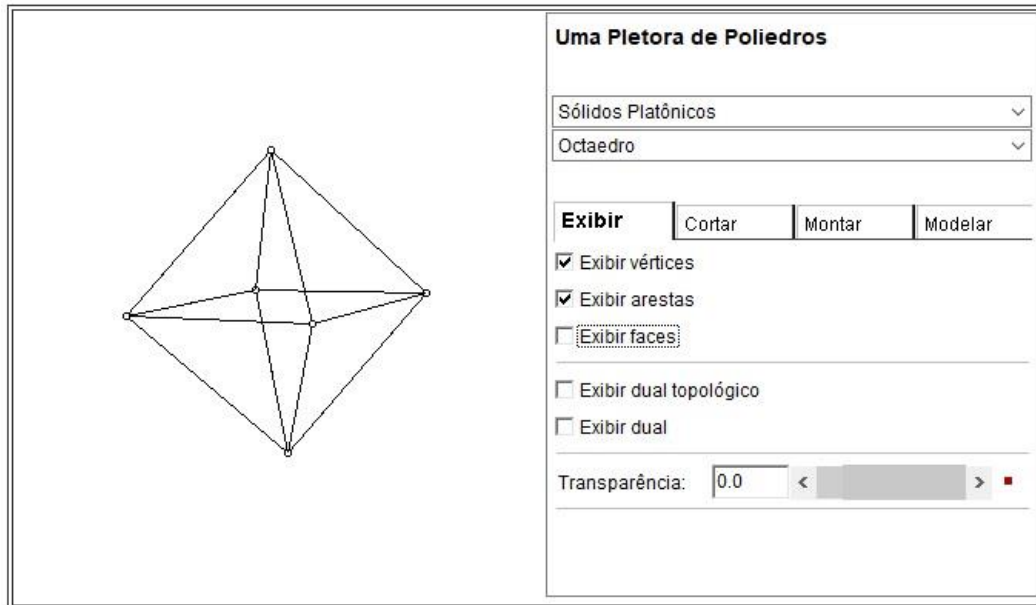 Uma Pletora de Poliedros
Sólidos Platônicos
Octaedro
Exibir
Cortar
Montar
Modelar
Exibir vértices
Exibir arestas
Exibir faces
Exibir dual topológico
Exibir dual
Transparência: 0.0